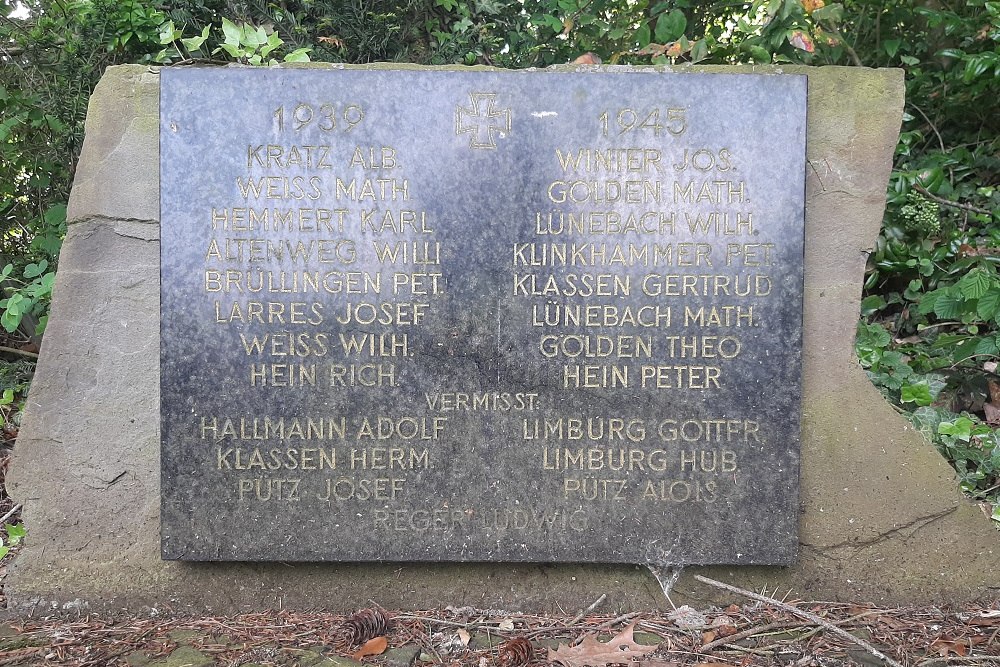 1939 1945
KRATZ ALB. WINTER JOS.
WEISS MATH. GOLDEN MATH.
HEMMERT KARL LÜNEBACH WILH.
ALTENWEG WILLI KLINKHAMMER PET.
BRÜLLINGEN PET. KLASSEN GERTRUD
LARRES JOSEF LÜNEBACH MATH.
WEISS WILH. GOLDEN THEO
HEIN RICH. HEIN PETER
VERMISST:
HALLMANN ADOLF LIMBURG GOTTFR.
KLASSEN HERM. LIMBURG HUB.
PÜTZ JOSEF PÜTZ ALOIS
REGER LUDWIG